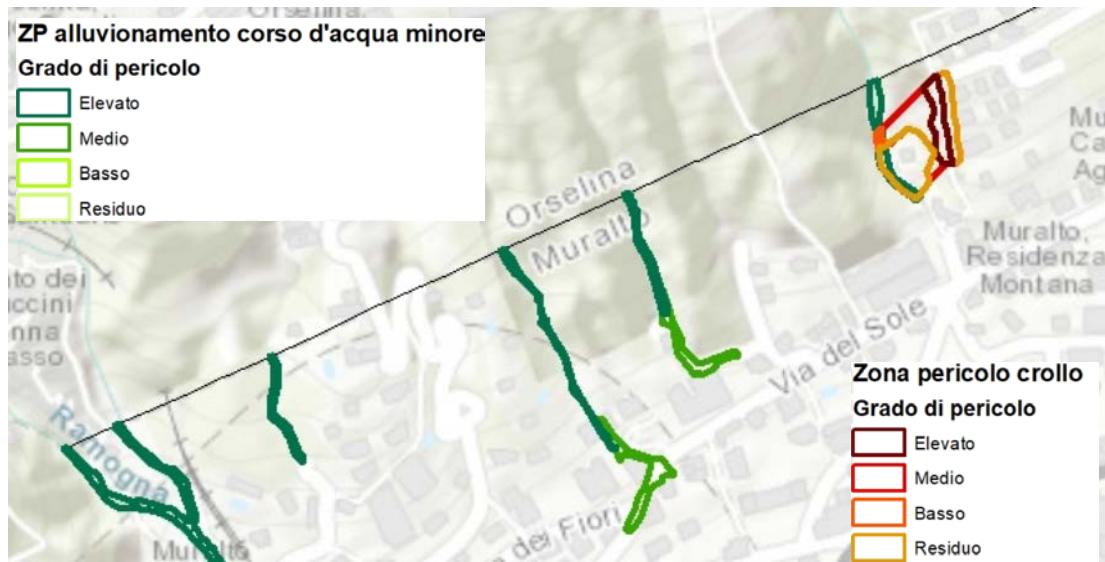 Orselina,
ZP alluvionamento corso d'acqua minore
Grado di pericolo
Elevato
Medio
Basso
Residuo
Orselina
Muralto
Muralto,
Residenza
Montana
Via del Sole
Ramogna
Muralto
dei Fiori
Zona pericolo crollo
Grado di pericolo
Elevato
Medio
Basso
Residuo